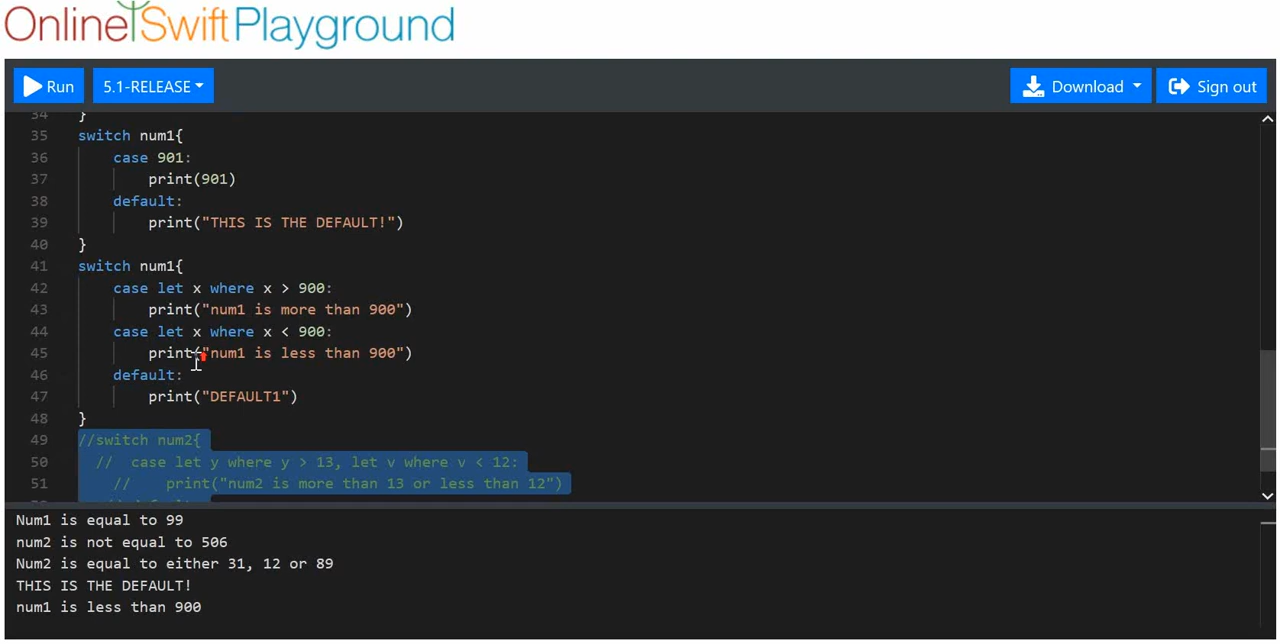 Online Swift Playground
Run
5.1-RELEASE
Download
Sign out
34 }
35 switch num1{
36 case 901:
37 print(901)
38 default:
39 print("THIS IS THE DEFAULT!")
40 }
41 switch num1{
42 case let x where x > 900:
43 print("num1 is more than 900")
44 case let x where x < 900:
45 print("num1 is less than 900")
46 default:
47 print("DEFAULT1")
48 }
49 //switch num2{
50 // case let y where y > 13, let v where v < 12:
51 // print("num2 is more than 13 or less than 12")
Num1 is equal to 99
num2 is not equal to 506
Num2 is equal to either 31, 12 or 89
THIS IS THE DEFAULT!
num1 is less than 900